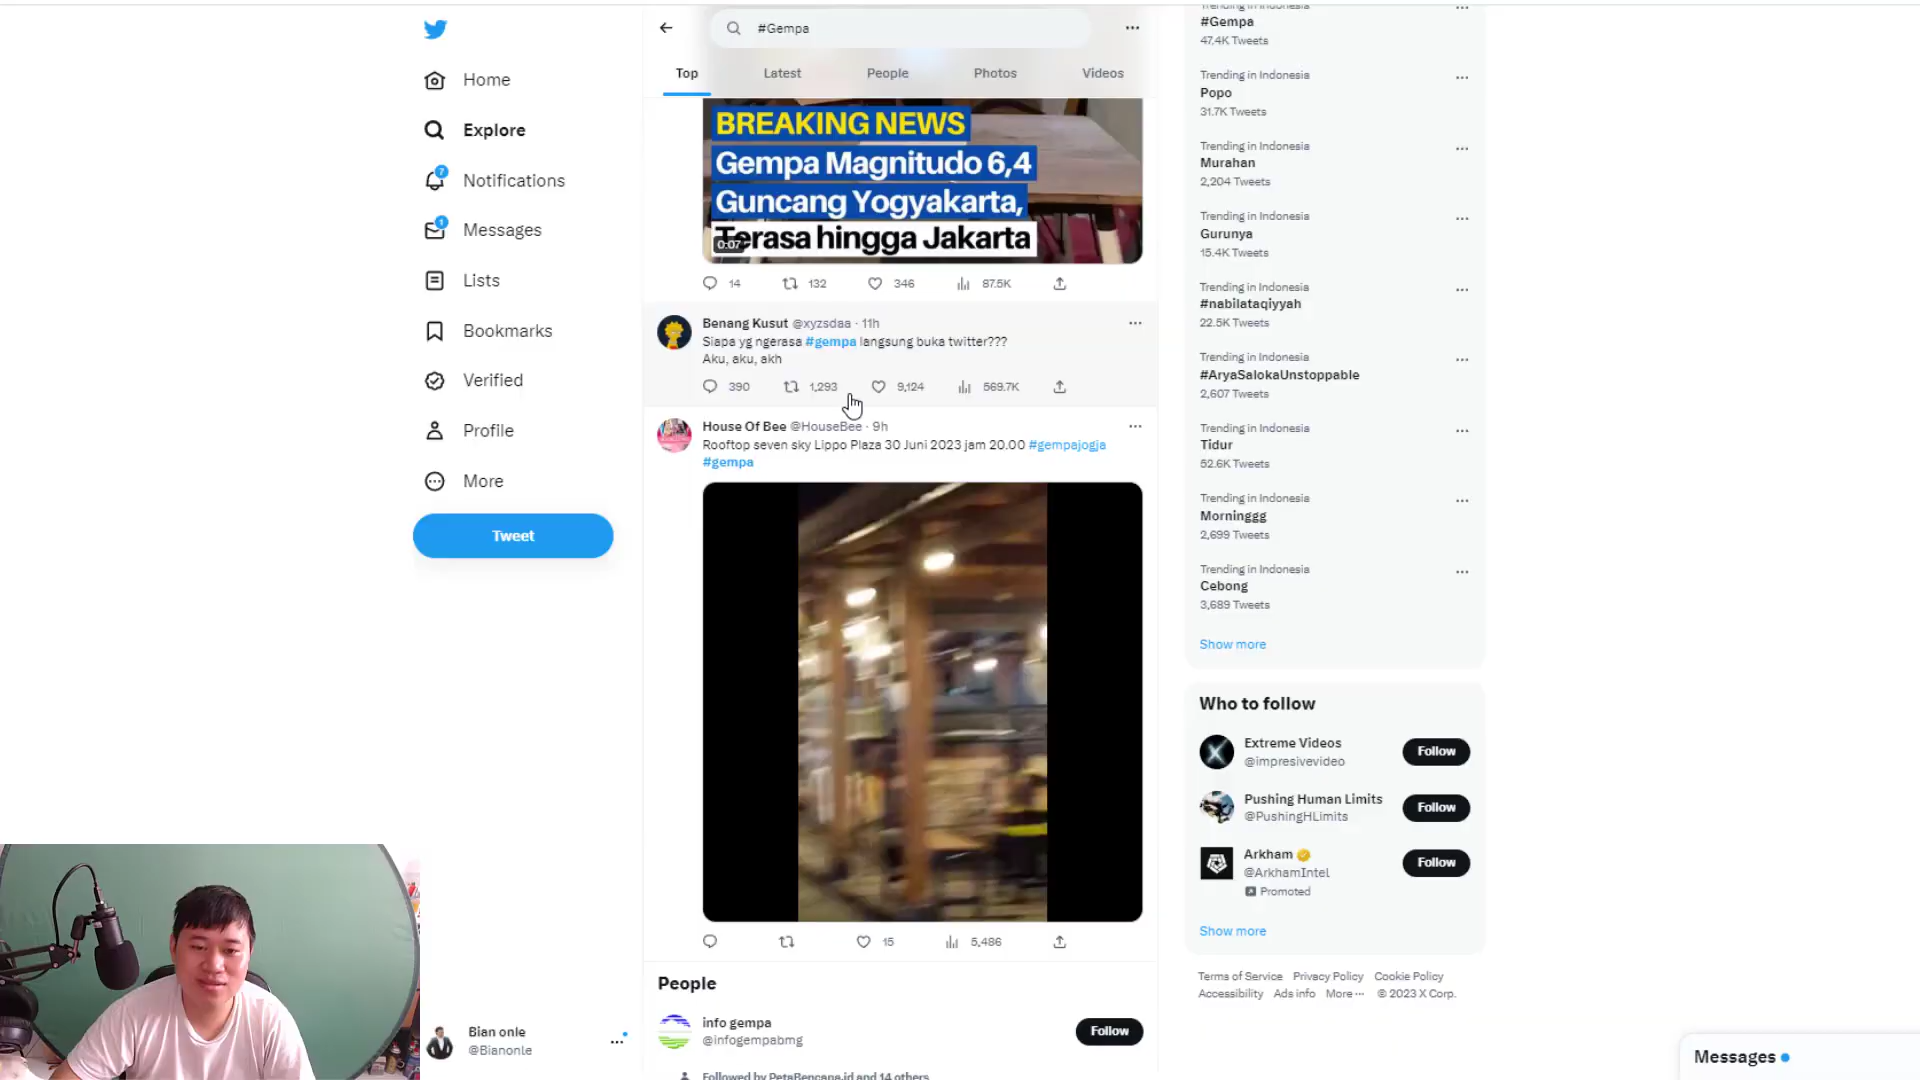 Home
Explore
7
Notifications
1
Messages
Lists
Bookmarks
Verified
Profile
More
Tweet
Bian onle
@Bianonle
#Gempa
Top
Latest
People
Photos
Videos
BREAKING NEWS
Gempa Magnitudo 6,4
Guncang Yogyakarta,
Terasa hingga Jakarta
0:07
14
132
346
87.5K
Benang Kusut @xyzsdaa · 11h
Siapa yg ngerasa #gempa langsung buka twitter???
Aku, aku, akh
390
1,293
9,124
569.7K
House Of Bee @HouseBee · 9h
Rooftop seven sky Lippo Plaza 30 Juni 2023 jam 20.00 #gempajogja
#gempa
15
5,486
People
info gempa
@infogempabmg
Follow
Followed by PetaBencana.id and 14 others
Trending in Indonesia
#Gempa
47.4K Tweets
Trending in Indonesia
Popo
31.7K Tweets
Trending in Indonesia
Murahan
2,204 Tweets
Trending in Indonesia
Gurunya
15.4K Tweets
Trending in Indonesia
#nabilataqiyyah
22.5K Tweets
Trending in Indonesia
#AryaSalokaUnstoppable
2,607 Tweets
Trending in Indonesia
Tidur
52.6K Tweets
Trending in Indonesia
Morninggg
2,699 Tweets
Trending in Indonesia
Cebong
3,689 Tweets
Show more
Who to follow
Extreme Videos
@impresivevideo
Follow
Pushing Human Limits
@PushingHLimits
Follow
Arkham
@ArkhamIntel
Promoted
Follow
Show more
Terms of Service Privacy Policy Cookie Policy
Accessibility Ads info More ··· © 2023 X Corp.
Messages